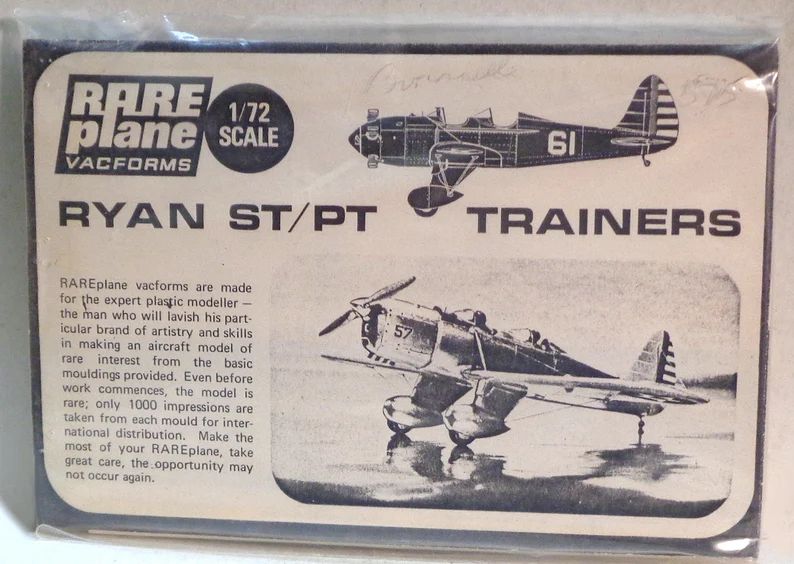 RARE
plane
VACFORMS
1/72
SCALE
61
RYAN ST/PT TRAINERS
RAREplane vacforms are made
for the expert plastic modeller —
the man who will lavish his part-
icular brand of artistry and skills
in making an aircraft model of
rare interest from the basic
mouldings provided. Even before
work commences, the model is
rare; only 1000 impressions are
taken from each mould for inter-
national distribution. Make the
most of your RAREplane, take
great care, the opportunity may
not occur again.
57